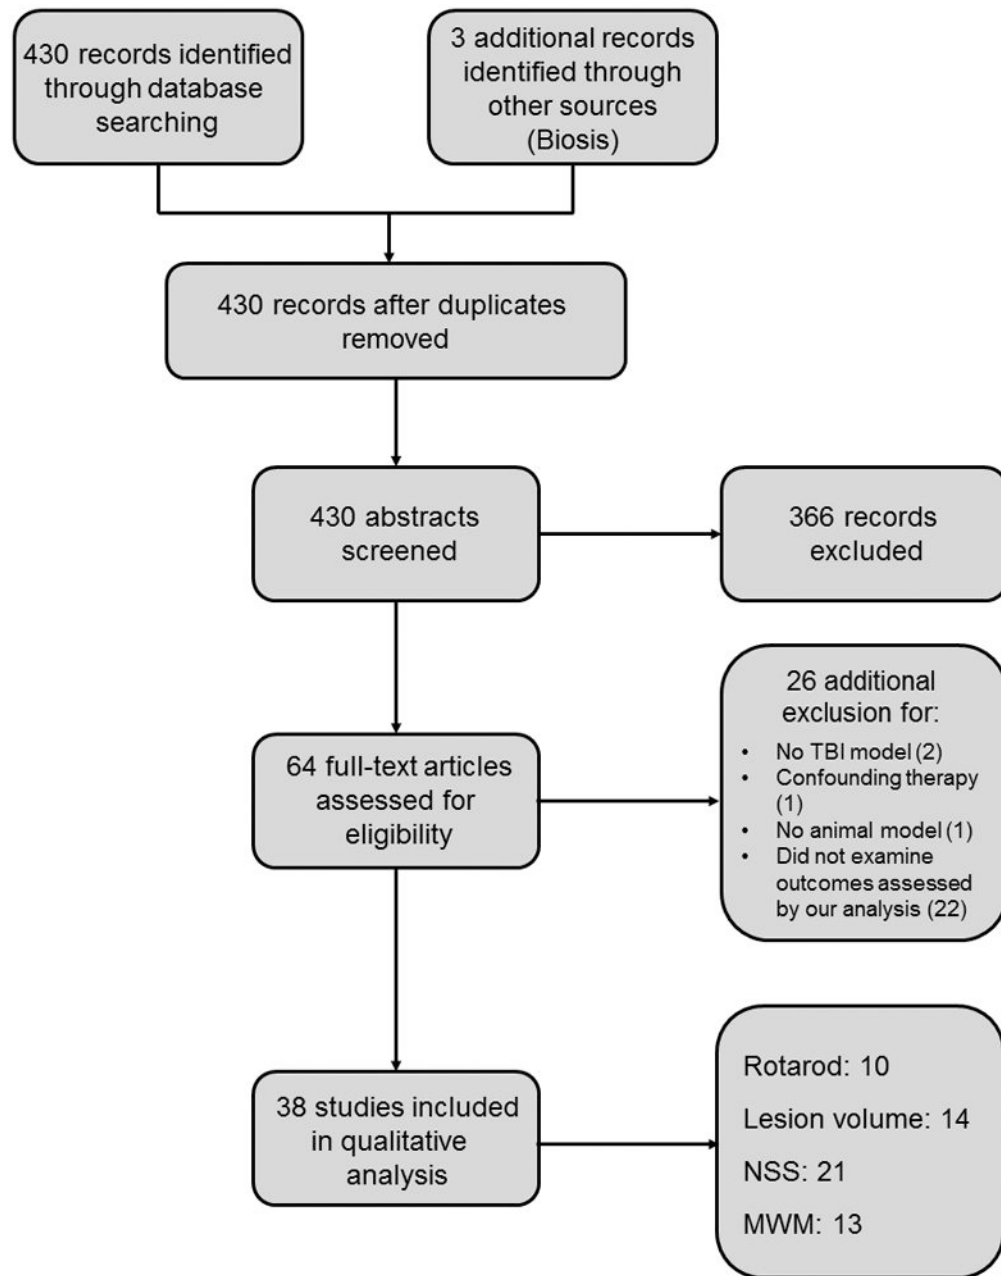 430 records identified
through database
searching
3 additional records
identified through
other sources
(Biosis)
430 records after duplicates
removed
430 abstracts
screened
366 records
excluded
64 full-text articles
assessed for
eligibility
26 additional
exclusion for:
• No TBI model (2)
• Confounding therapy
(1)
• No animal model (1)
• Did not examine
outcomes assessed
by our analysis (22)
38 studies included
in qualitative
analysis
Rotarod: 10
Lesion volume: 14
NSS: 21
MWM: 13